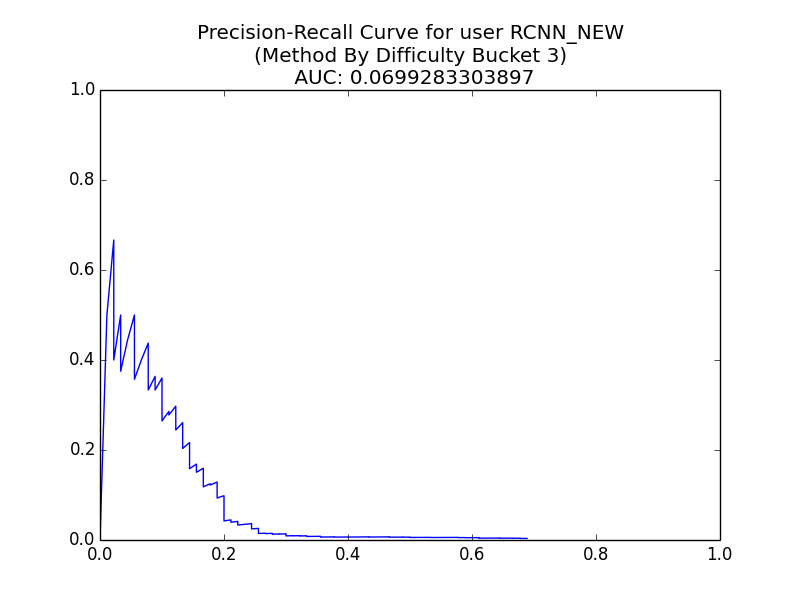 Precision-Recall Curve for user RCNN_NEW
(Method By Difficulty Bucket 3)
AUC: 0.0699283303897
1.0
0.8
0.6
0.4
0.2
0.0
0.0 0.2 0.4 0.6 0.8 1.0